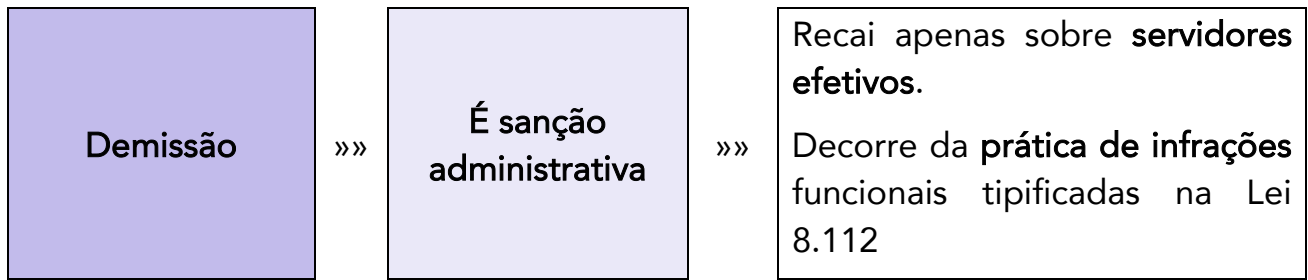 Demissão
»»
É sanção
administrativa
»»
Recai apenas sobre servidores
efetivos.
Decorre da prática de infrações
funcionais tipificadas na Lei
8.112